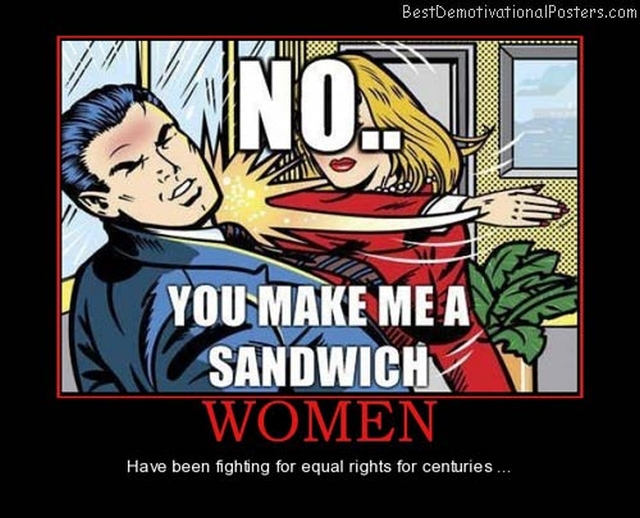 BestDemotivationalPosters.com
NO..
YOU MAKE ME A
SANDWICH
WOMEN
Have been fighting for equal rights for centuries ...